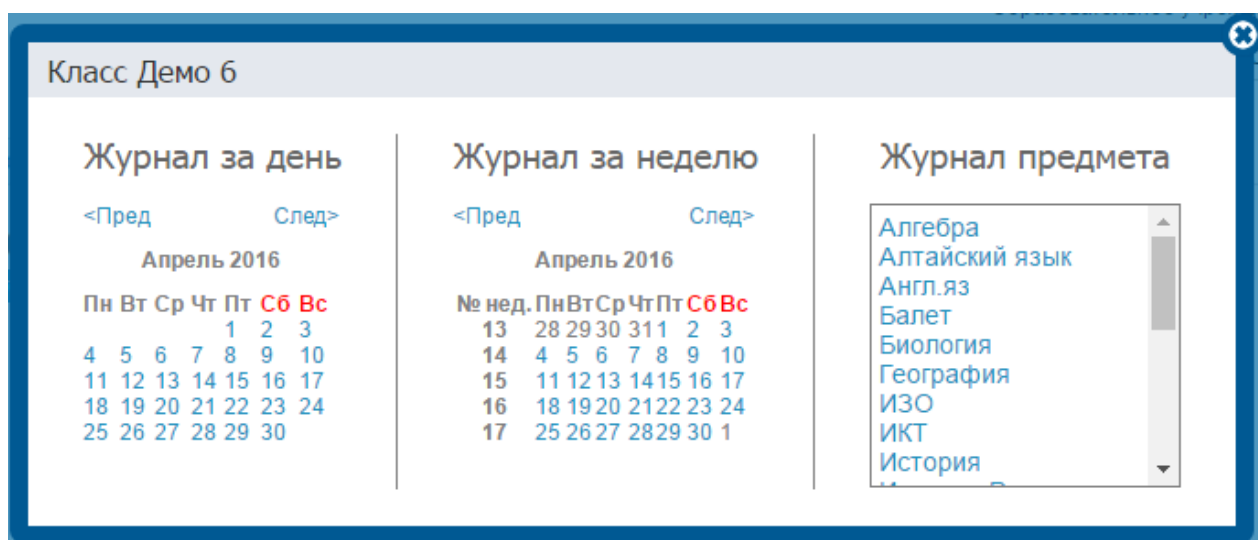 Класс Демо 6
Журнал за день
<Пред След>
Апрель 2016
Пн Вт Ср Чт Пт Сб Вс
1 2 3
4 5 6 7 8 9 10
11 12 13 14 15 16 17
18 19 20 21 22 23 24
25 26 27 28 29 30
Журнал за неделю
<Пред След>
Апрель 2016
№ нед. Пн Вт Ср Чт Пт Сб Вс
13 28 29 30 31 1 2 3
14 4 5 6 7 8 9 10
15 11 12 13 14 15 16 17
16 18 19 20 21 22 23 24
17 25 26 27 28 29 30 1
Журнал предмета
Алгебра
Алтайский язык
Англ.яз
Балет
Биология
География
ИЗО
ИКТ
История